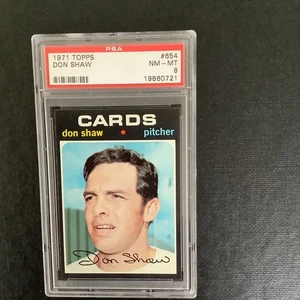 PSA
1971 TOPPS #654
DON SHAW NM-MT
8
19880721
CARDS
don shaw • pitcher
Don Shaw